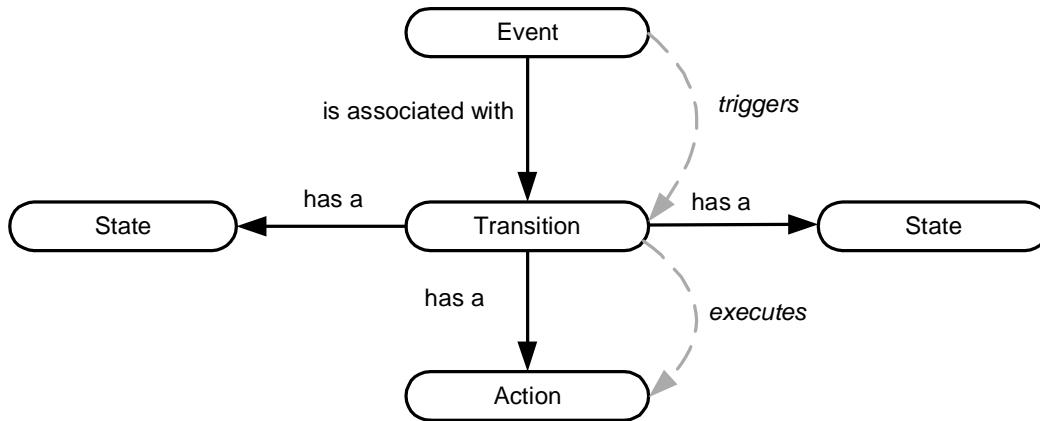 Event
is associated with
triggers
has a
has a
State
Transition
State
has a
executes
Action